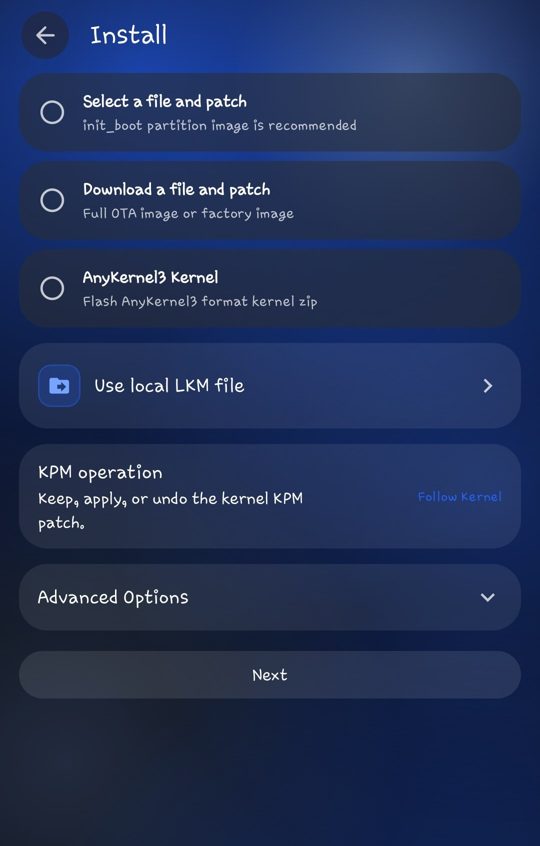 Install
Select a file and patch
init_boot partition image is recommended
Download a file and patch
Full OTA image or factory image
AnyKernel3 Kernel
Flash AnyKernel3 format kernel zip
Use local LKM file
KPM operation
Keep, apply, or undo the kernel KPM
patch.
Follow Kernel
Advanced Options
Next